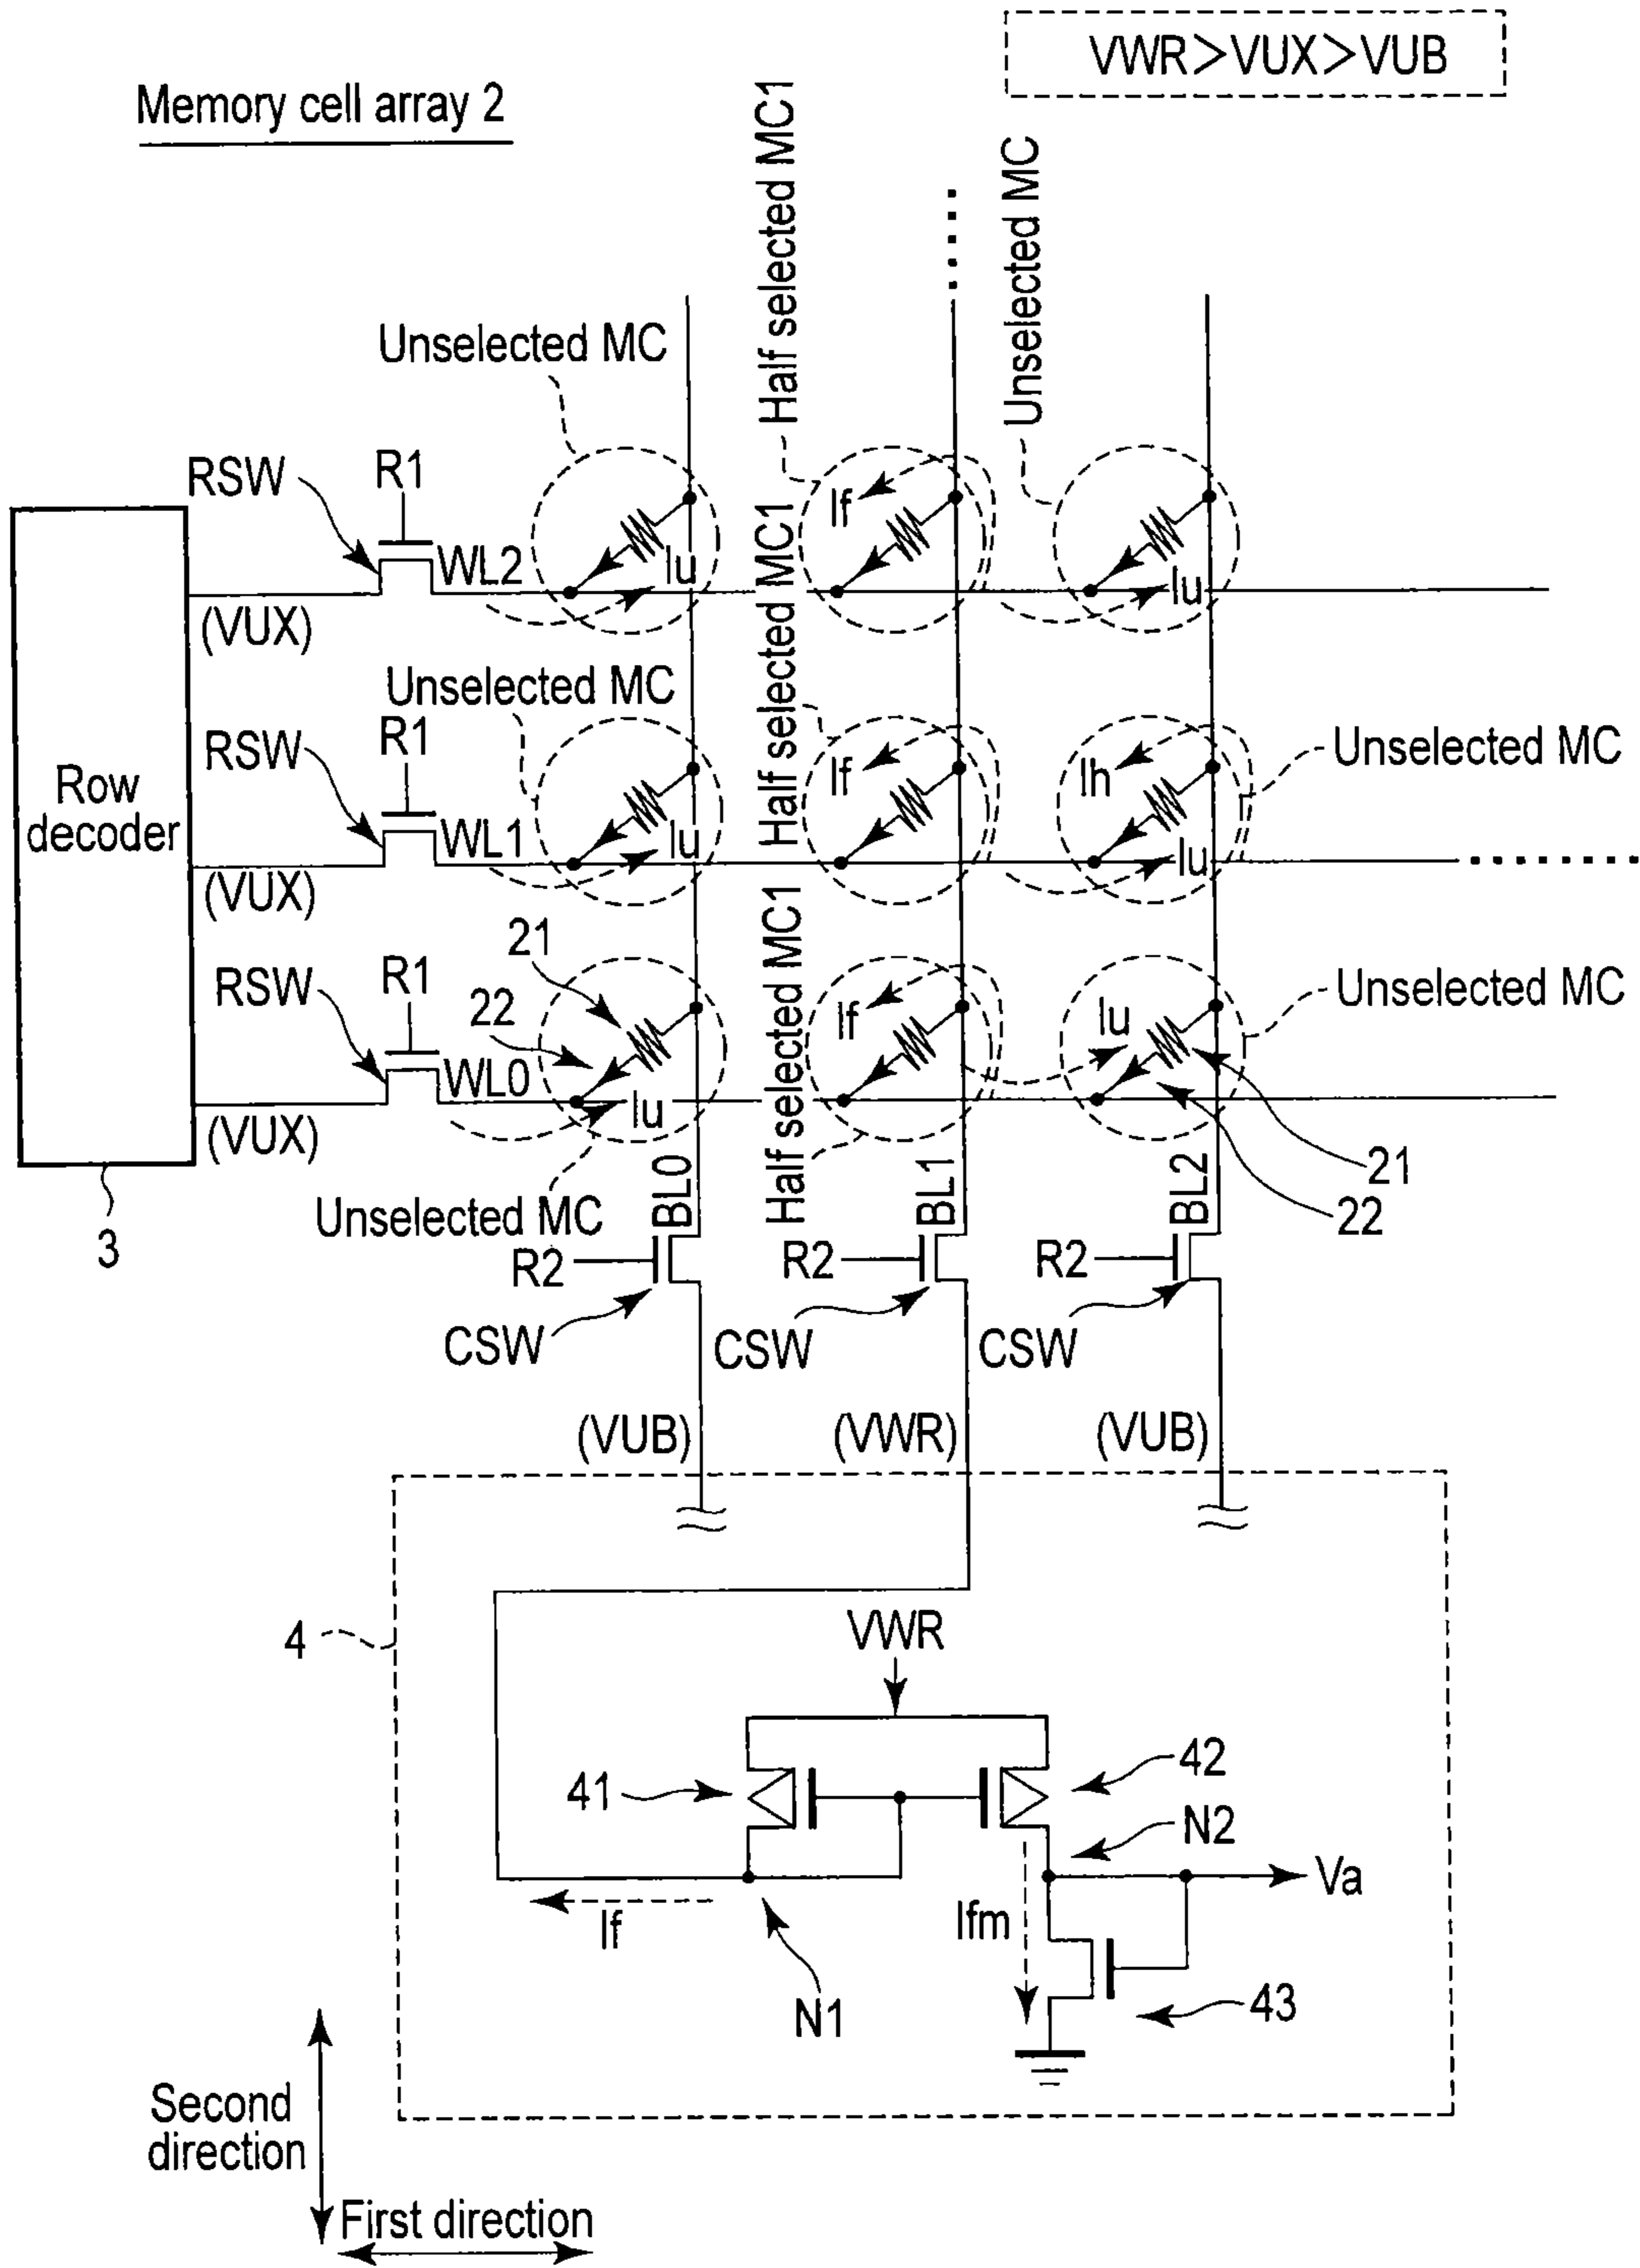 VWR>VUX>VUB
Memory cell array 2
Half selected MC1
Unselected MC
Unselected MC
RSW
R1
WL2
If
Iu
Iu
(VUX)
Unselected MC
Half selected MC1
RSW
R1
WL1
If
Ih
Unselected MC
Row
decoder
Iu
Iu
(VUX)
Half selected MC1
21
22
RSW
R1
WL0
If
Iu
Unselected MC
(VUX)
Iu
21
22
3
Unselected MC
BL0
BL1
BL2
R2
R2
R2
CSW
CSW
CSW
(VUB)
(VWR)
(VUB)
4
VWR
41
42
N2
Va
If
Ifm
N1
43
Second
direction
First direction